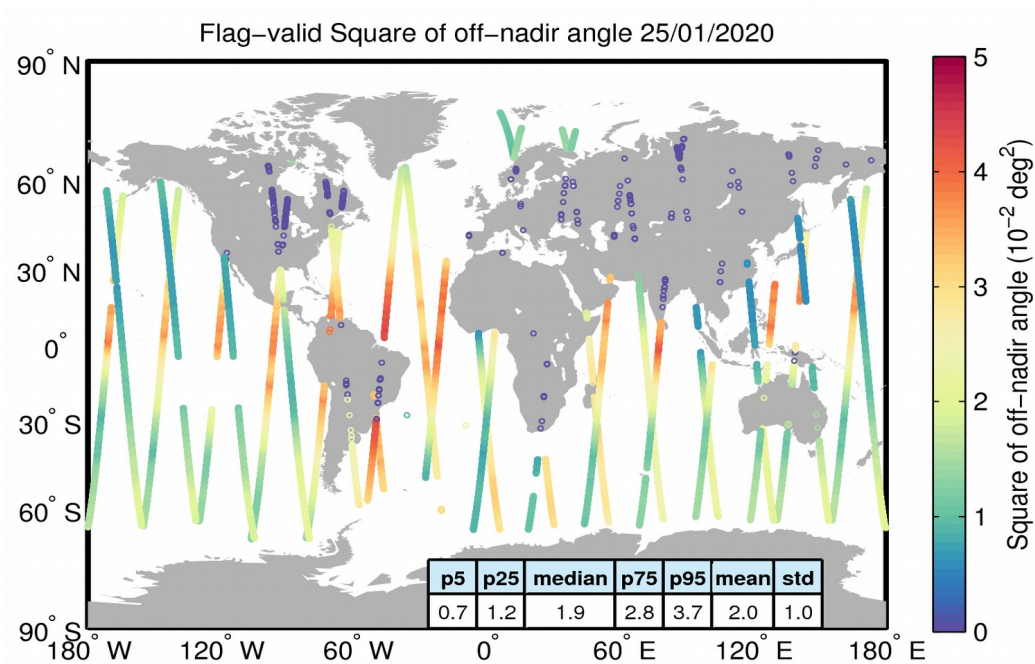 Flag−valid Square of off−nadir angle 25/01/2020
90° N
60° N
30° N
0°
30° S
60° S
90° S
180° W
120° W
60° W
0°
60° E
120° E
180° E
p5 p25 median p75 p95 mean std
0.7 1.2 1.9 2.8 3.7 2.0 1.0
5
4
3
2
1
0
Square of off−nadir angle (10⁻² deg²)